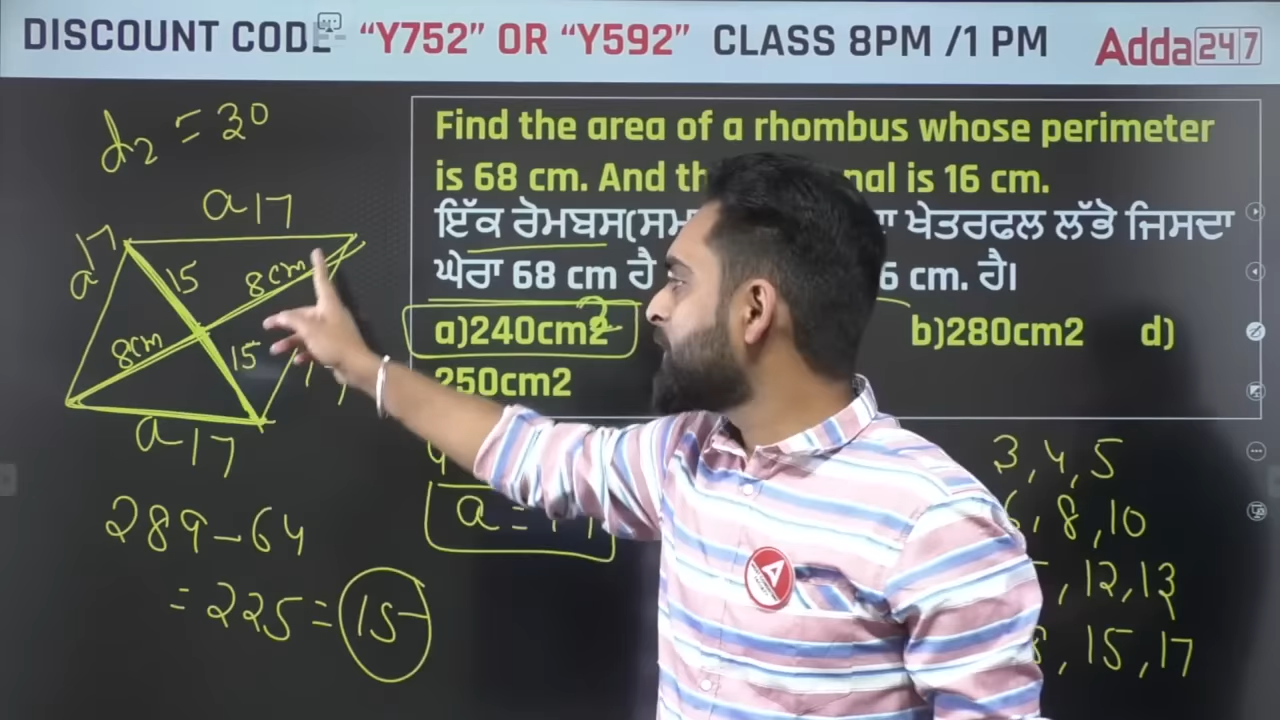 DISCOUNT CODE “Y752” OR “Y592” CLASS 8PM /1 PM
Adda247
d2 = 30
Find the area of a rhombus whose perimeter
is 68 cm. And nal is 16 cm.
ਇੱਕ ਰੋਮਬਸ(ਸਮ ਦਾ ਖੇਤਰਫਲ ਲੱਭੋ ਜਿਸਦਾ
ਘੇਰਾ 68 cm ਹੈ 6 cm. ਹੈ।
a)240cm2 b)280cm2 d)
250cm2
a 17
17
a
15
8cm
8cm
15
a 17
289-64
= 225 = 15
a =
3, 4, 5
6, 8, 10
, 12, 13
8, 15, 17
A